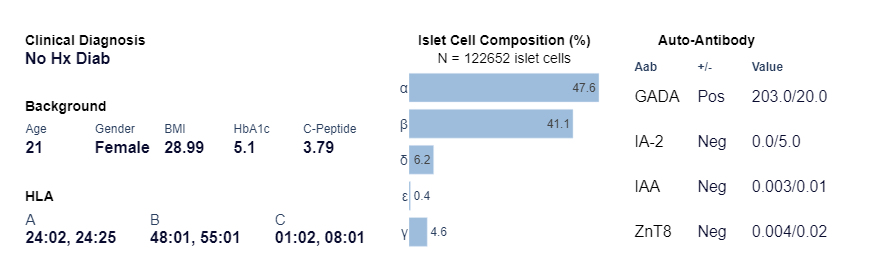 Clinical Diagnosis
No Hx Diab
Background
Age Gender BMI HbA1c C-Peptide
21 Female 28.99 5.1 3.79
HLA
A B C
24:02, 24:25 48:01, 55:01 01:02, 08:01
Islet Cell Composition (%)
N = 122652 islet cells
α 47.6
β 41.1
δ 6.2
ε 0.4
γ 4.6
Auto-Antibody
Aab +/- Value
GADA Pos 203.0/20.0
IA-2 Neg 0.0/5.0
IAA Neg 0.003/0.01
ZnT8 Neg 0.004/0.02